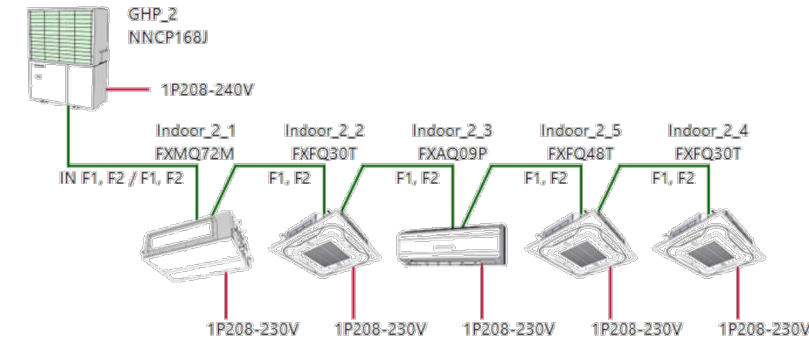 GHP_2
NNCP168J
1P208-240V
Indoor_2_1 Indoor_2_2 Indoor_2_3 Indoor_2_5 Indoor_2_4
FXMQ72M FXFQ30T FXAQ09P FXFQ48T FXFQ30T
IN F1, F2 / F1, F2 F1, F2 F1, F2 F1, F2 F1, F2
1P208-230V 1P208-230V 1P208-230V 1P208-230V 1P208-230V